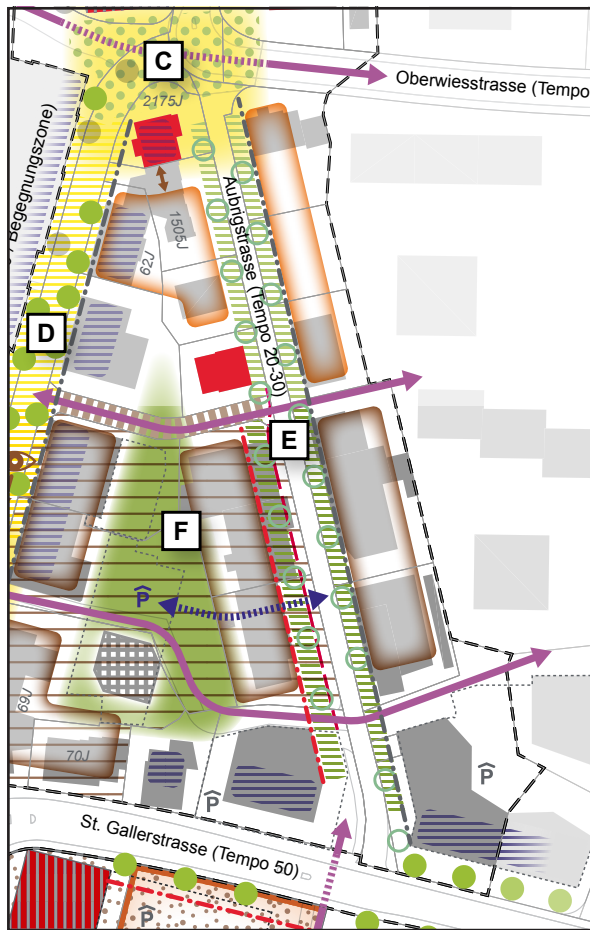 C
Oberwiesstrasse (Tempo
2175J
Begegnungszone)
Aubrigstrasse (Tempo 20-30)
1505J
62J
D
E
F
P
69J
70J
P
P
D
St. Gallerstrasse (Tempo 50)
D
P